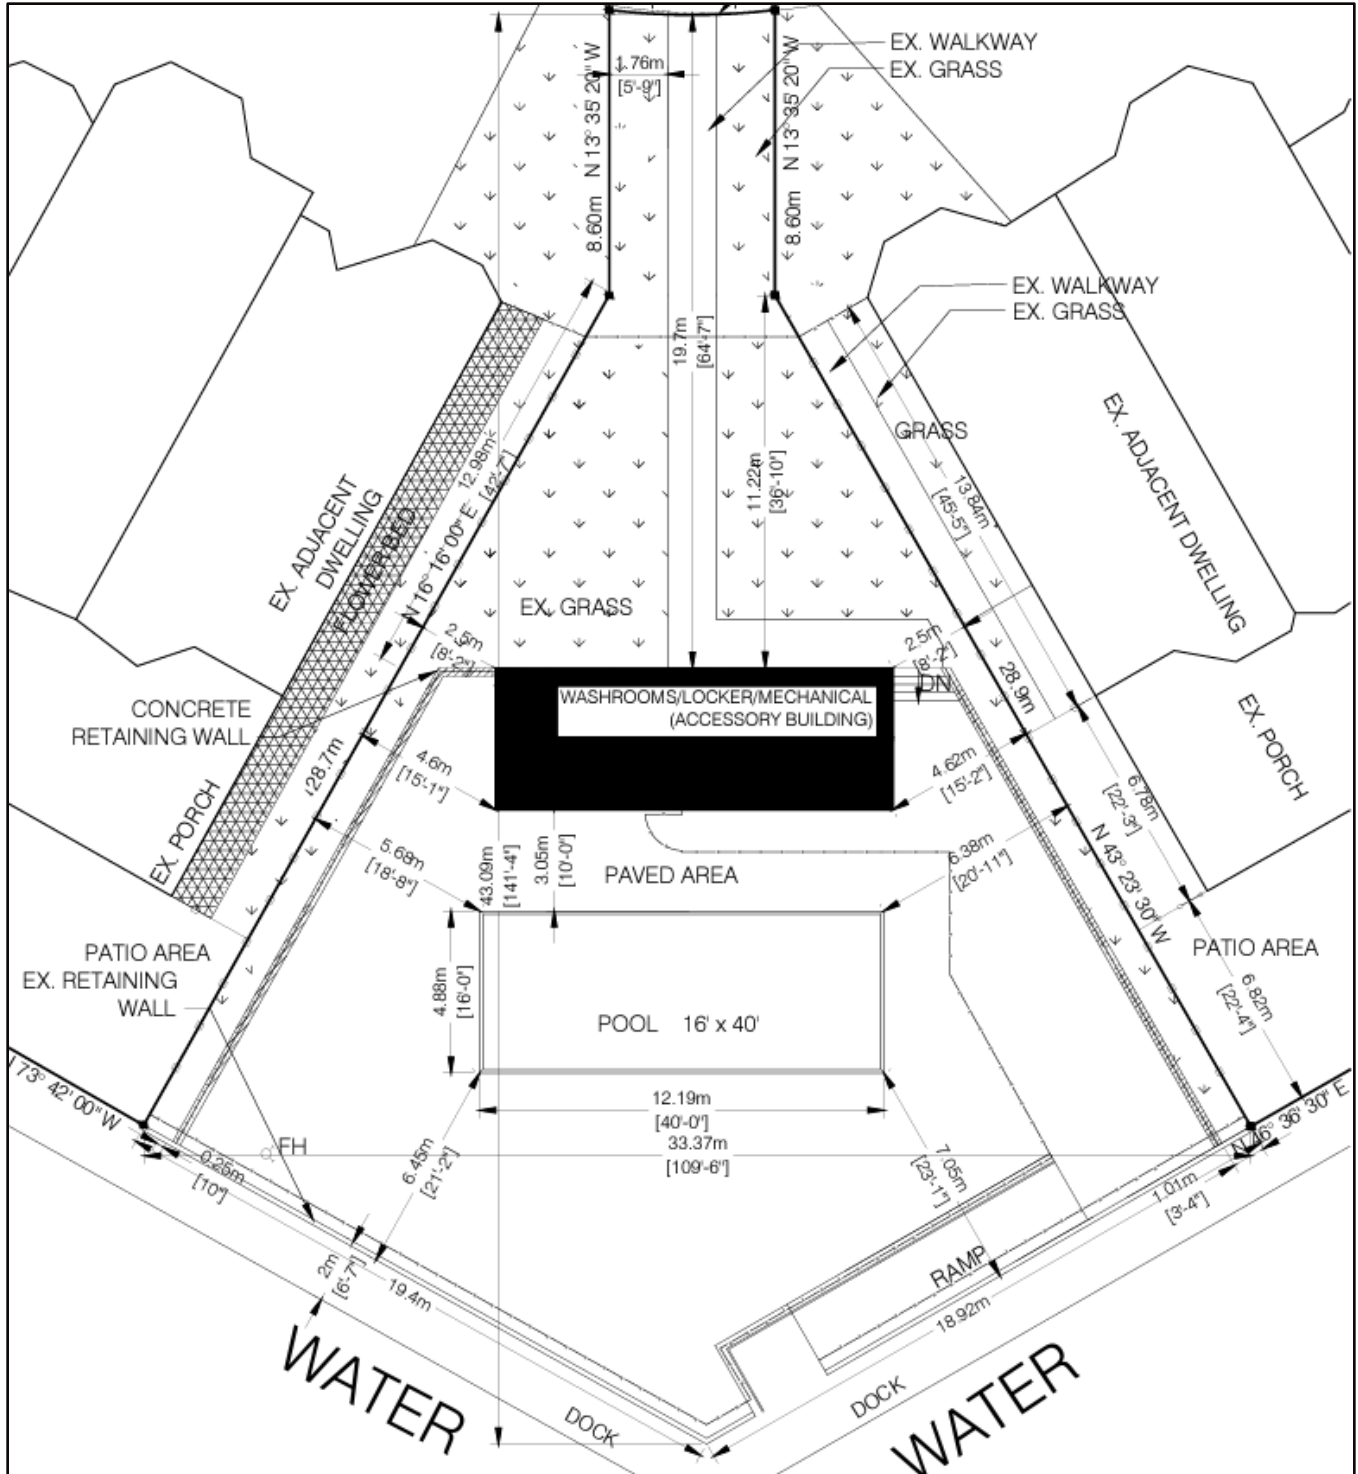 EX. WALKWAY
EX. GRASS
1.76m
[5'-9"]
N 13° 35' 20" W
8.60m
N 13° 35' 20" W
8.60m
EX. WALKWAY
EX. GRASS
19.7m
[64'-7"]
GRASS
EX. ADJACENT DWELLING
12.98m
[42'-7"]
11.22m
[36'-10"]
13.84m
[45'-5"]
EX. ADJACENT
DWELLING
FLOWER BED
N 16° 16' 00" E
EX. GRASS
2.5m
[8'-2"]
2.5m
[8'-2"]
DN
28.9m
WASHROOMS/LOCKER/MECHANICAL
(ACCESSORY BUILDING)
CONCRETE
RETAINING WALL
28.7m
4.6m
[15'-1"]
4.62m
[15'-2"]
6.78m
[22'-3"]
EX. PORCH
EX. PORCH
5.68m
[18'-8"]
43.09m
[141'-4"]
3.05m
[10'-0"]
PAVED AREA
6.38m
[20'-11"]
N 43° 23' 30" W
PATIO AREA
EX. RETAINING
WALL
PATIO AREA
6.82m
[22'-4"]
4.88m
[16'-0"]
POOL 16' x 40'
N 73° 42' 00" W
12.19m
[40'-0"]
33.37m
[109'-6"]
N 46° 36' 30" E
FH
0.25m
[10"]
6.45m
[21'-2"]
7.05m
[23'-1"]
1.01m
[3'-4"]
2m
[6'-7"]
19.4m
RAMP
18.92m
WATER
DOCK
DOCK
WATER